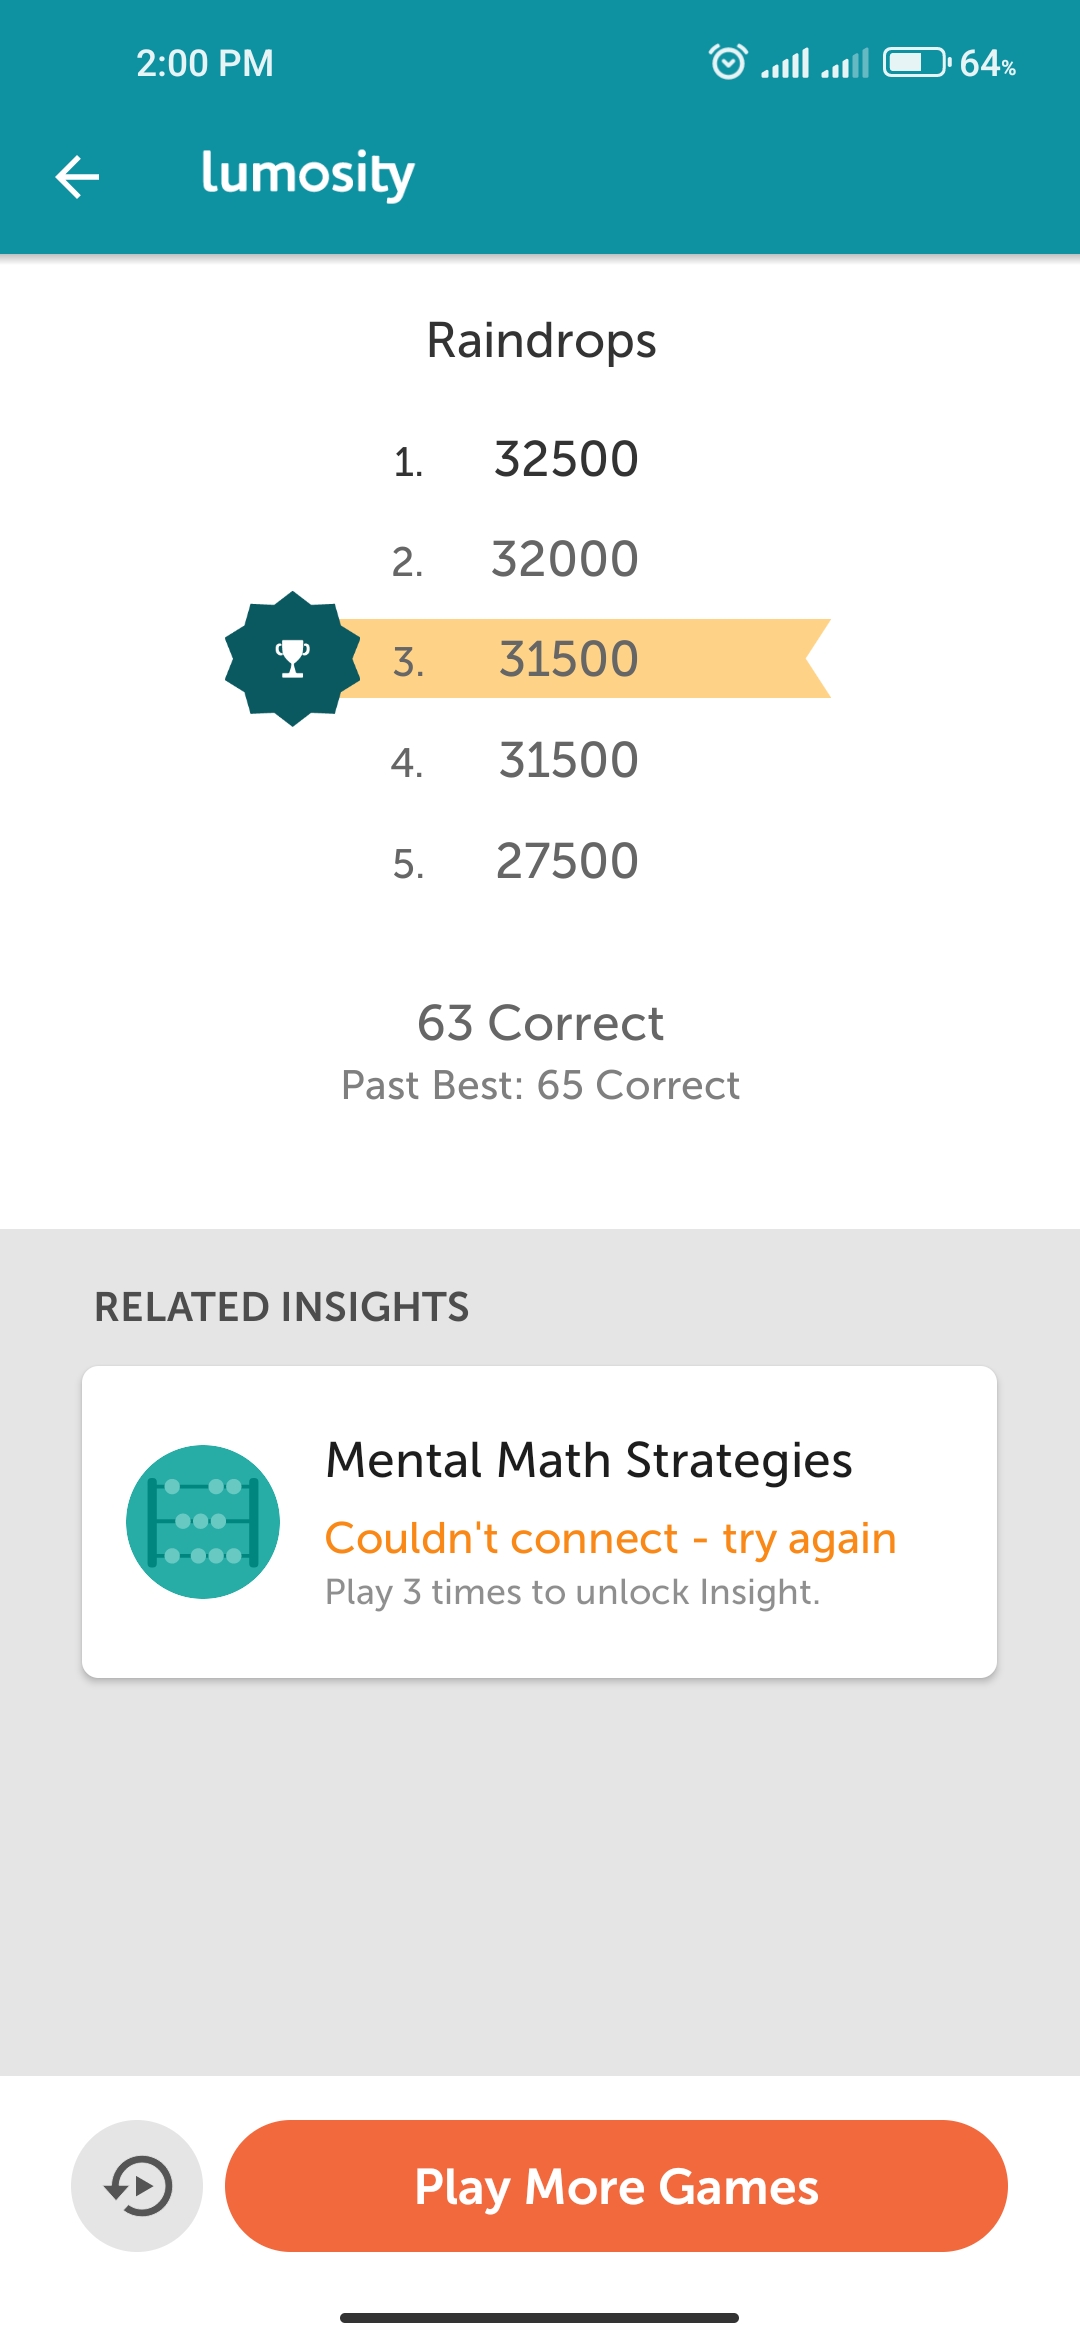 2:00 PM 64%
lumosity
Raindrops
1. 32500
2. 32000
3. 31500
4. 31500
5. 27500
63 Correct
Past Best: 65 Correct
RELATED INSIGHTS
Mental Math Strategies
Couldn't connect - try again
Play 3 times to unlock Insight.
Play More Games